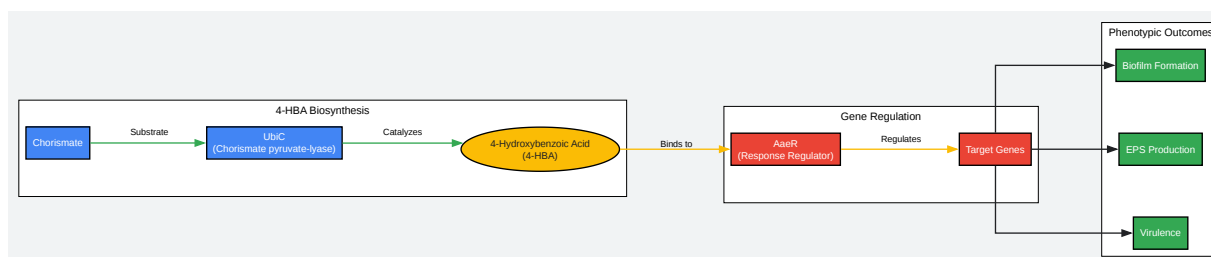 Phenotypic Outcomes
Biofilm Formation
4-HBA Biosynthesis
Gene Regulation
Chorismate
Substrate
UbiC
(Chorismate pyruvate-lyase)
Catalyzes
4-Hydroxybenzoic Acid
(4-HBA)
Binds to
AaeR
(Response Regulator)
Regulates
Target Genes
EPS Production
Virulence